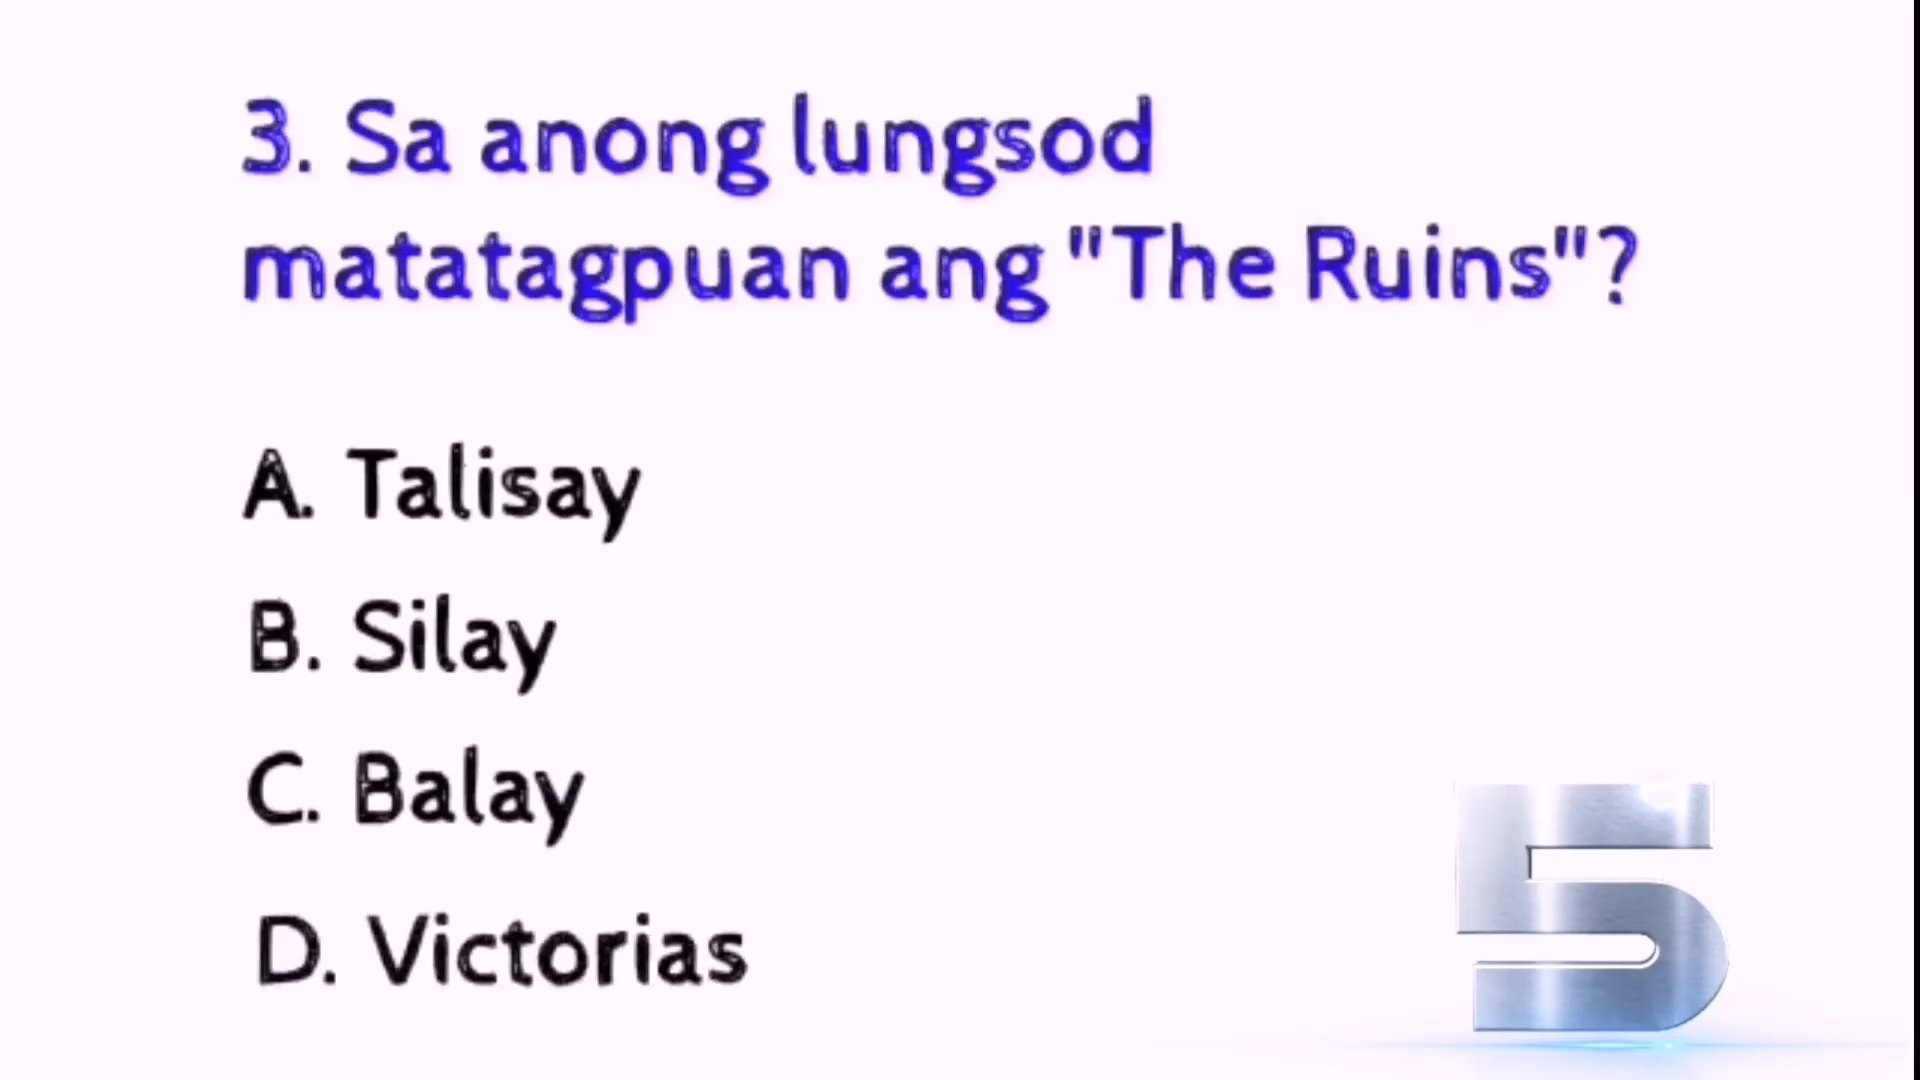 3. Sa anong lungsod
matatagpuan ang "The Ruins"?
A. Talisay
B. Silay
C. Balay
D. Victorias
5